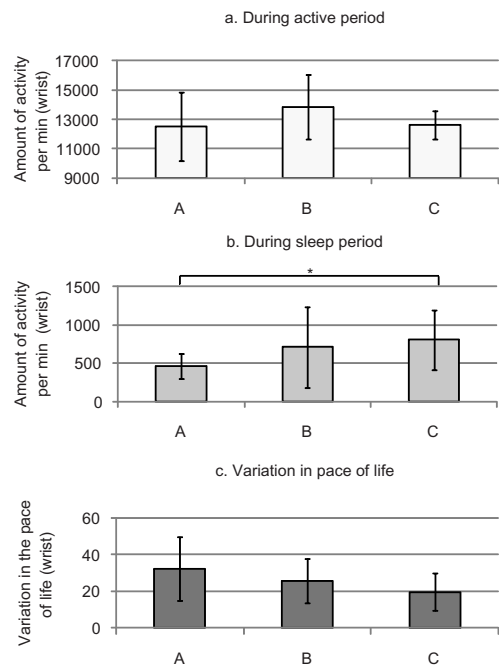 a. During active period
Amount of activity
per min (wrist)
17000
15000
13000
11000
9000
A B C
b. During sleep period
Amount of activity
per min (wrist)
1500
1000
500
0
*
A B C
c. Variation in pace of life
Variation in the pace
of life (wrist)
60
40
20
0
A B C